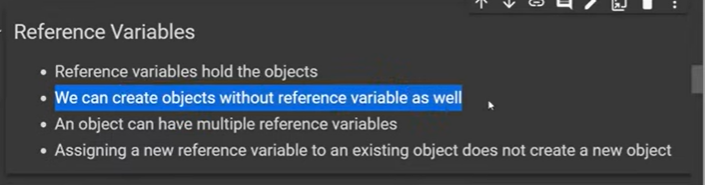 Reference Variables
• Reference variables hold the objects
• We can create objects without reference variable as well
• An object can have multiple reference variables
• Assigning a new reference variable to an existing object does not create a new object